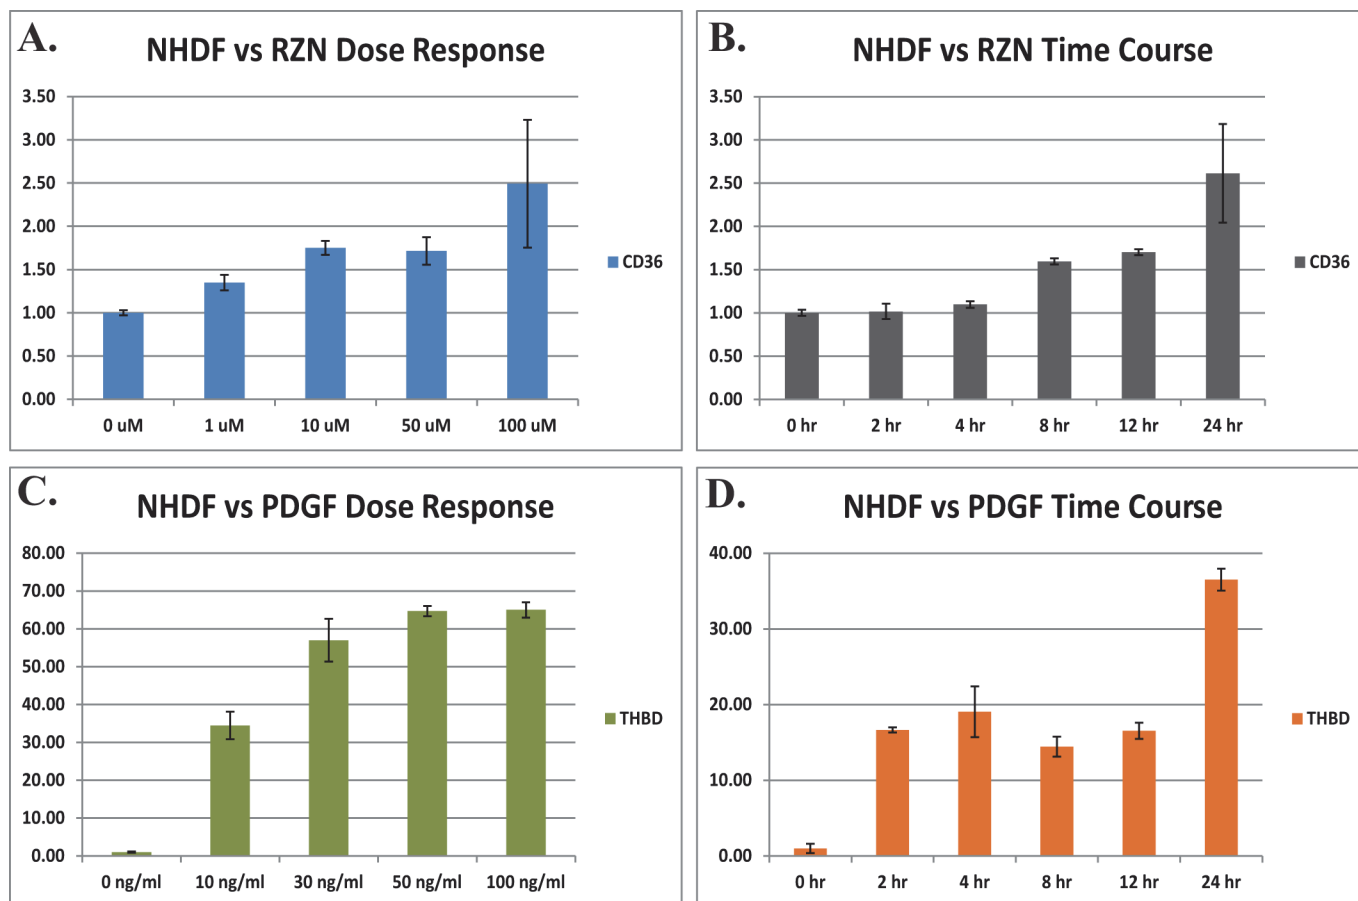 A.
NHDF vs RZN Dose Response
3.50
3.00
2.50
2.00
1.50
1.00
0.50
0.00
0 uM 1 uM 10 uM 50 uM 100 uM
CD36
B.
NHDF vs RZN Time Course
3.50
3.00
2.50
2.00
1.50
1.00
0.50
0.00
0 hr 2 hr 4 hr 8 hr 12 hr 24 hr
CD36
C.
NHDF vs PDGF Dose Response
80.00
70.00
60.00
50.00
40.00
30.00
20.00
10.00
0.00
0 ng/ml 10 ng/ml 30 ng/ml 50 ng/ml 100 ng/ml
THBD
D.
NHDF vs PDGF Time Course
40.00
30.00
20.00
10.00
0.00
0 hr 2 hr 4 hr 8 hr 12 hr 24 hr
THBD